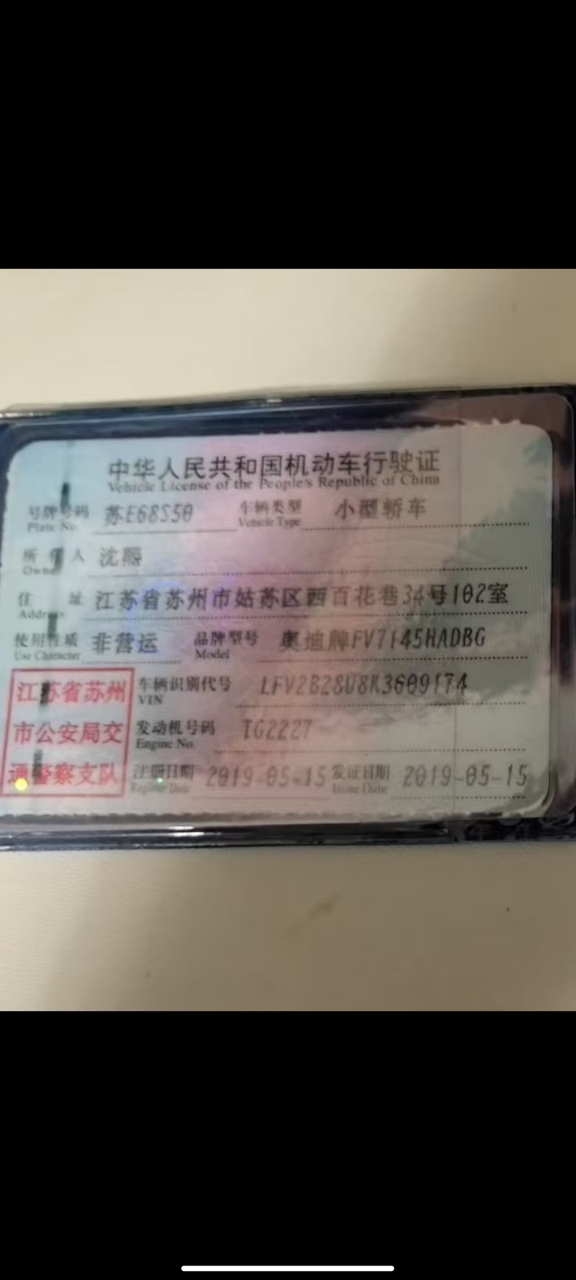 中华人民共和国机动车行驶证
Vehicle License of the People's Republic of China
号牌号码 苏E68S50 车辆类型 小型轿车
Plate No. Vehicle Type
所有人 沈熙
Owner
住址 江苏省苏州市姑苏区西百花巷34号102室
Address
使用性质 非营运 品牌型号 奥迪牌FV7145HADBG
Use Character Model
江苏省苏州 车辆识别代号 LFV2B28U8K3609174
VIN
市公安局交 发动机号码 TG2227
Engine No.
通警察支队 注册日期 2019-05-15 发证日期 2019-05-15
Register Date Issue Date